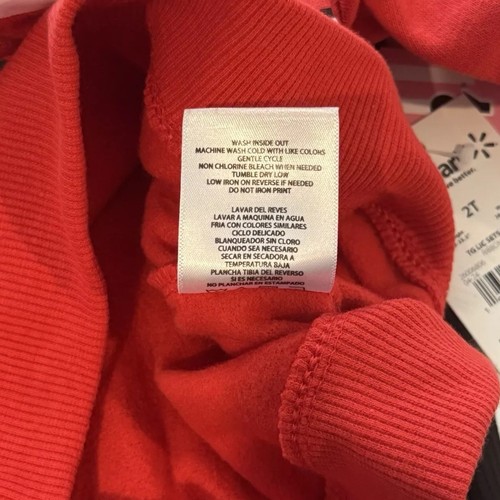 WASH INSIDE OUT
MACHINE WASH COLD WITH LIKE COLORS
GENTLE CYCLE
NON CHLORINE BLEACH WHEN NEEDED
TUMBLE DRY LOW
LOW IRON ON REVERSE IF NEEDED
DO NOT IRON PRINT
LAVAR DEL REVES
LAVAR A MAQUINA EN AGUA
FRIA CON COLORES SIMILARES
CICLO DELICADO
BLANQUEADOR SIN CLORO
CUANDO SEA NECESARIO
SECAR EN SECADORA A
TEMPERATURA BAJA
PLANCHA TIBIA DEL REVERSO
SI ES NECESARIO
NO PLANCHAR EN ESTAMPADO
better.
2T